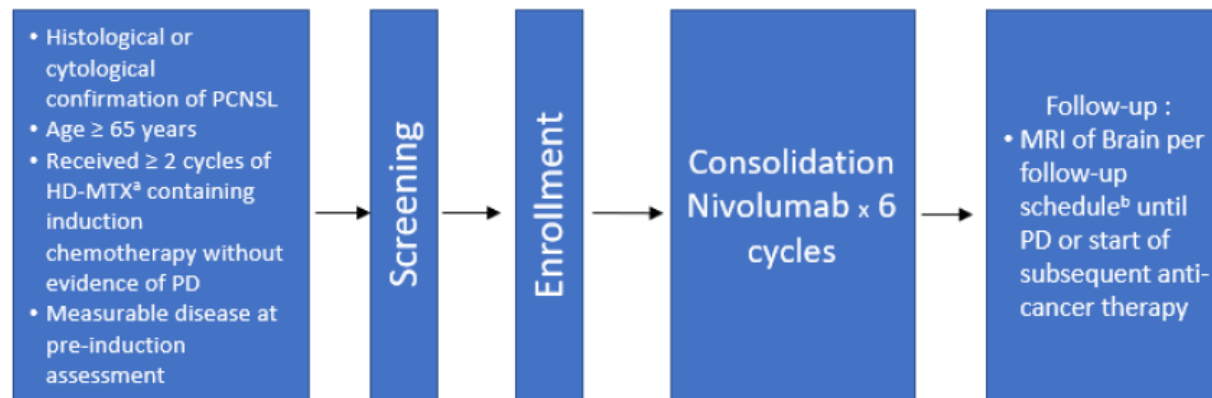 • Histological or
cytological
confirmation of PCNSL
• Age ≥ 65 years
• Received ≥ 2 cycles of
HD-MTXᵃ containing
induction
chemotherapy without
evidence of PD
• Measurable disease at
pre-induction
assessment
Screening
Enrollment
Consolidation
Nivolumab x 6
cycles
Follow-up :
• MRI of Brain per
follow-up
scheduleᵇ until
PD or start of
subsequent anti-
cancer therapy